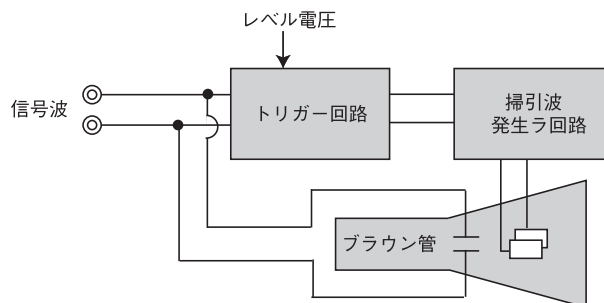 レベル電圧
信号波
トリガー回路
掃引波
発生ラ回路
ブラウン管